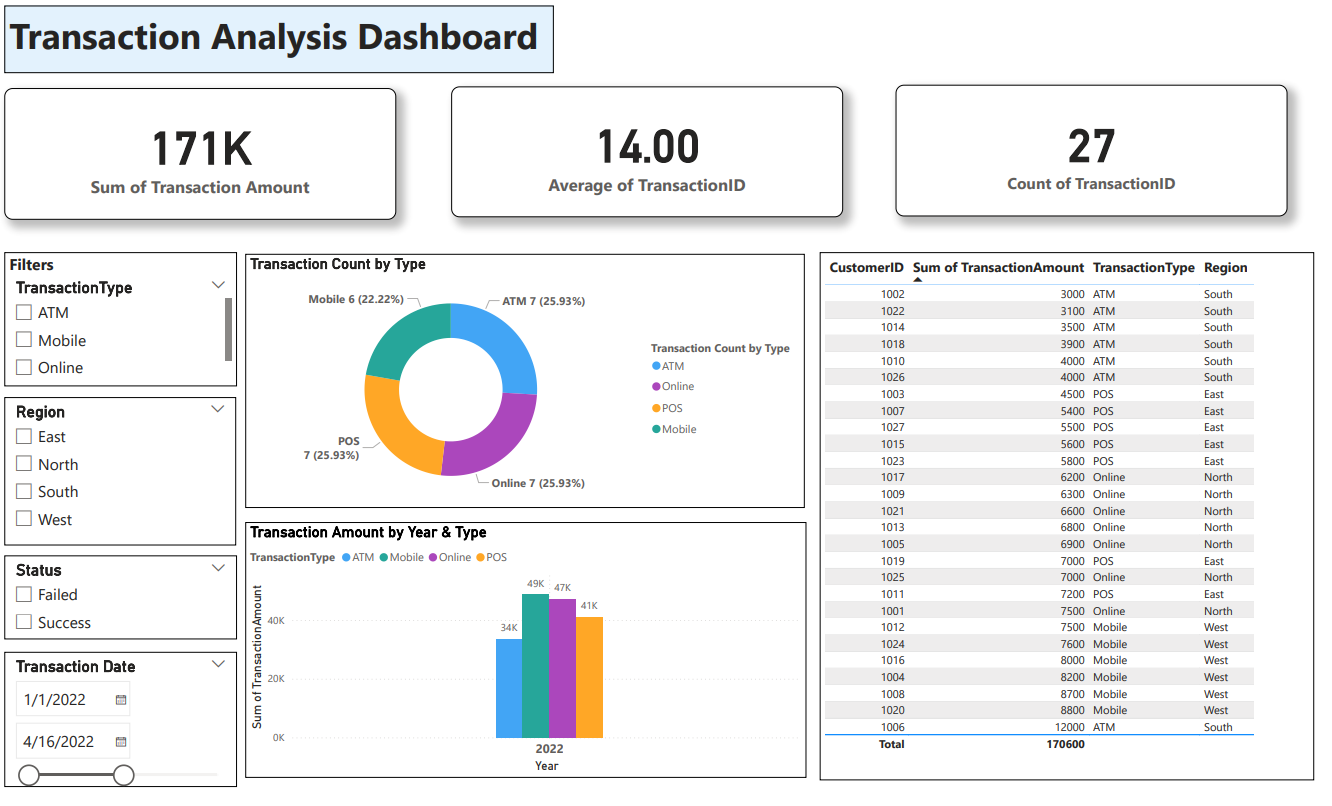 Transaction Analysis Dashboard
171K
Sum of Transaction Amount
14.00
Average of TransactionID
27
Count of TransactionID
Filters
TransactionType
ATM
Mobile
Online
Region
East
North
South
West
Status
Failed
Success
Transaction Date
1/1/2022
4/16/2022
Transaction Count by Type
Mobile 6 (22.22%)
ATM 7 (25.93%)
POS
7 (25.93%)
Online 7 (25.93%)
Transaction Count by Type
ATM
Online
POS
Mobile
Transaction Amount by Year & Type
TransactionType ATM Mobile Online POS
Sum of TransactionAmount
40K
20K
0K
34K
49K
47K
41K
2022
Year
CustomerID Sum of TransactionAmount TransactionType Region
1002 3000 ATM South
1022 3100 ATM South
1014 3500 ATM South
1018 3900 ATM South
1010 4000 ATM South
1026 4000 ATM South
1003 4500 POS East
1007 5400 POS East
1027 5500 POS East
1015 5600 POS East
1023 5800 POS East
1017 6200 Online North
1009 6300 Online North
1021 6600 Online North
1013 6800 Online North
1005 6900 Online North
1019 7000 POS East
1025 7000 Online North
1011 7200 POS East
1001 7500 Online North
1012 7500 Mobile West
1024 7600 Mobile West
1016 8000 Mobile West
1004 8200 Mobile West
1008 8700 Mobile West
1020 8800 Mobile West
1006 12000 ATM South
Total 170600